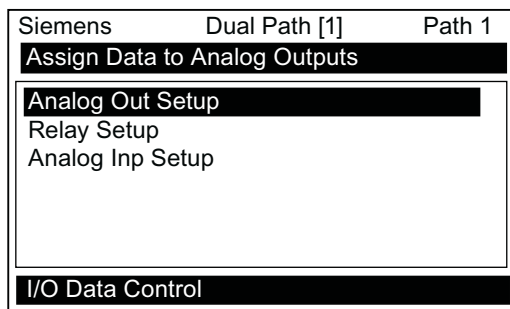 Siemens Dual Path [1] Path 1
Assign Data to Analog Outputs
Analog Out Setup
Relay Setup
Analog Inp Setup
I/O Data Control